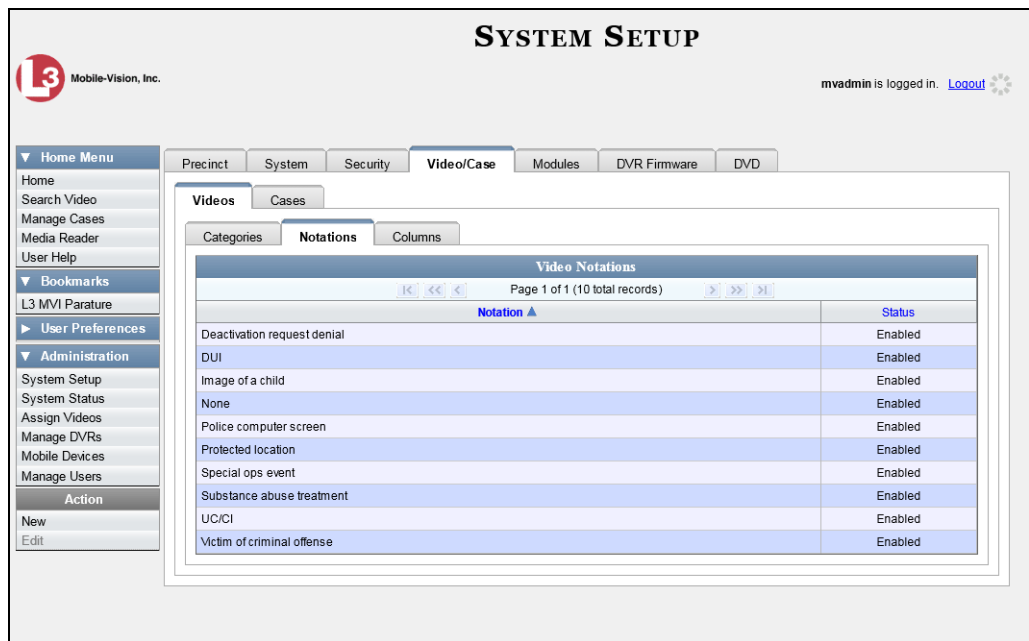 SYSTEM SETUP
L3 Mobile-Vision, Inc.
mvadmin is logged in. Logout
▼ Home Menu
Home
Search Video
Manage Cases
Media Reader
User Help
▼ Bookmarks
L3 MVI Parature
▶ User Preferences
▼ Administration
System Setup
System Status
Assign Videos
Manage DVRs
Mobile Devices
Manage Users
Action
New
Edit
Precinct System Security Video/Case Modules DVR Firmware DVD
Videos Cases
Categories Notations Columns
Video Notations
|< << < Page 1 of 1 (10 total records) > >> >|
Notation ▲ Status
Deactivation request denial Enabled
DUI Enabled
Image of a child Enabled
None Enabled
Police computer screen Enabled
Protected location Enabled
Special ops event Enabled
Substance abuse treatment Enabled
UC/CI Enabled
Victim of criminal offense Enabled